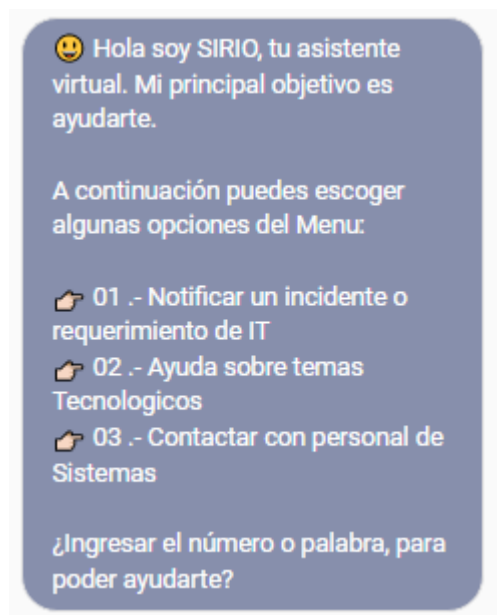 😃 Hola soy SIRIO, tu asistente
virtual. Mi principal objetivo es
ayudarte.
A continuación puedes escoger
algunas opciones del Menu:
👉 01 .- Notificar un incidente o
requerimiento de IT
👉 02 .- Ayuda sobre temas
Tecnologicos
👉 03 .- Contactar con personal de
Sistemas
¿Ingresar el número o palabra, para
poder ayudarte?